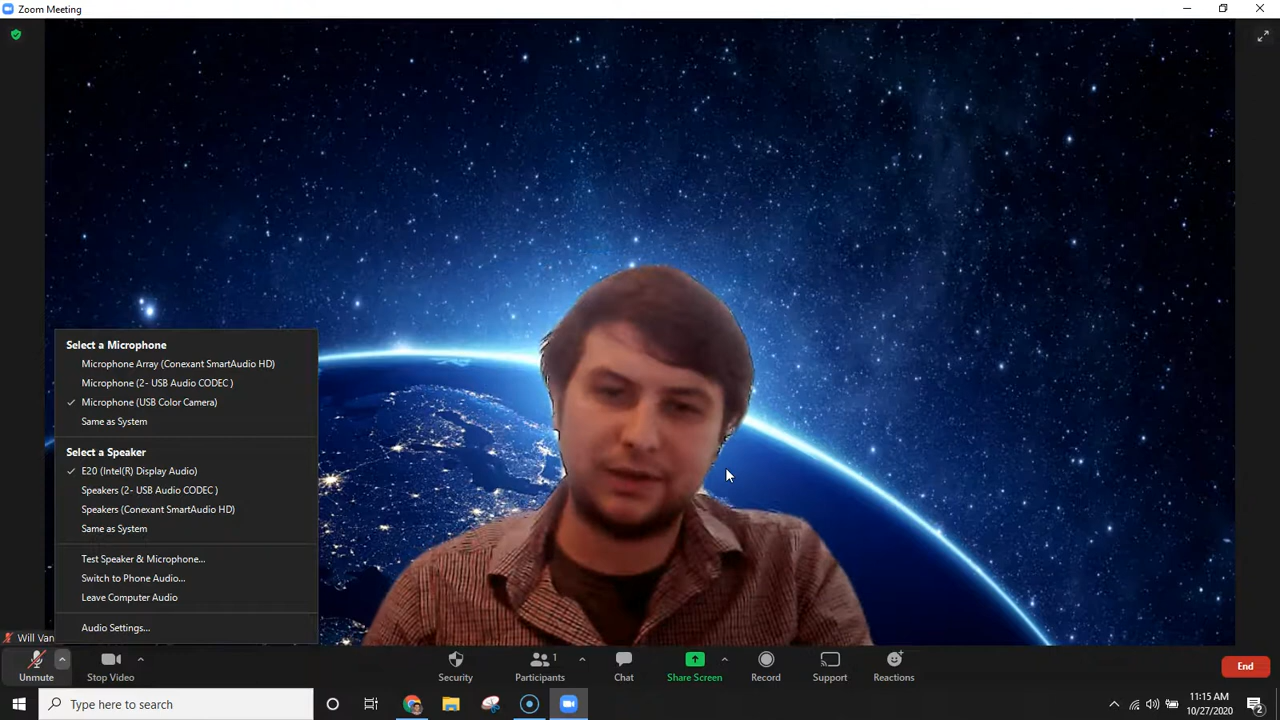 Zoom Meeting
Select a Microphone
Microphone Array (Conexant SmartAudio HD)
Microphone (2- USB Audio CODEC )
Microphone (USB Color Camera)
Same as System
Select a Speaker
E20 (Intel(R) Display Audio)
Speakers (2- USB Audio CODEC )
Speakers (Conexant SmartAudio HD)
Same as System
Test Speaker & Microphone...
Switch to Phone Audio...
Leave Computer Audio
Audio Settings...
Will Van
Unmute
Stop Video
Security
Participants 1
Chat
Share Screen
Record
Support
Reactions
End
Type here to search
11:15 AM
10/27/2020
2